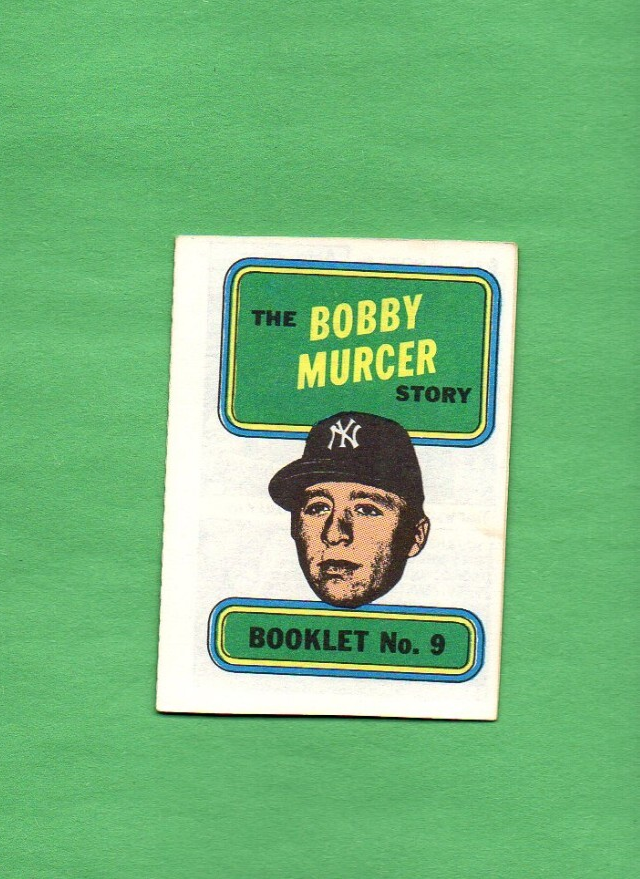 THE BOBBY
MURCER
STORY
NY
BOOKLET No. 9